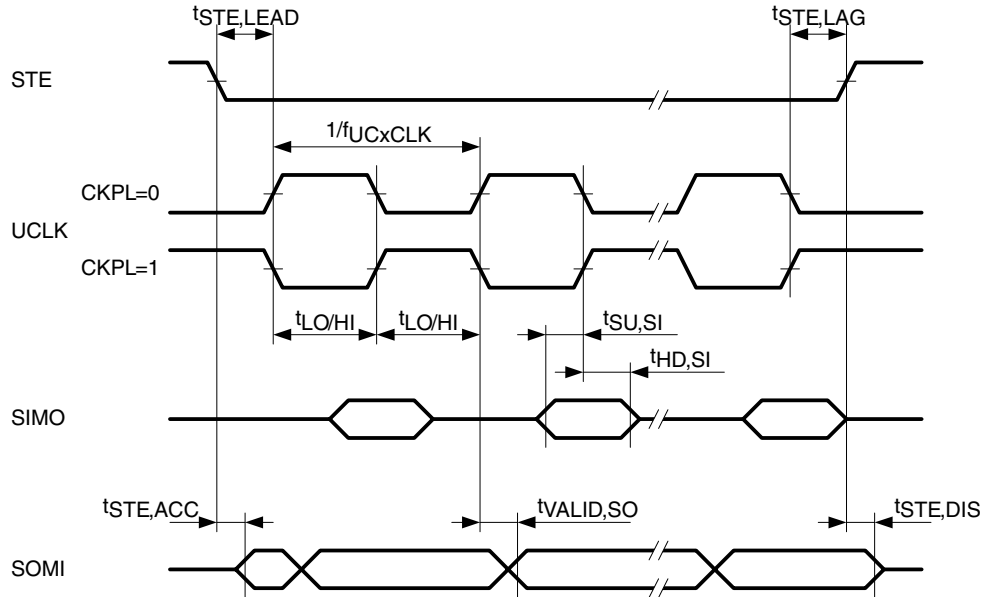 tSTE,LEAD
tSTE,LAG
STE
1/fUCxCLK
CKPL=0
UCLK
CKPL=1
tLO/HI
tLO/HI
tSU,SI
tHD,SI
SIMO
tSTE,ACC
tVALID,SO
tSTE,DIS
SOMI